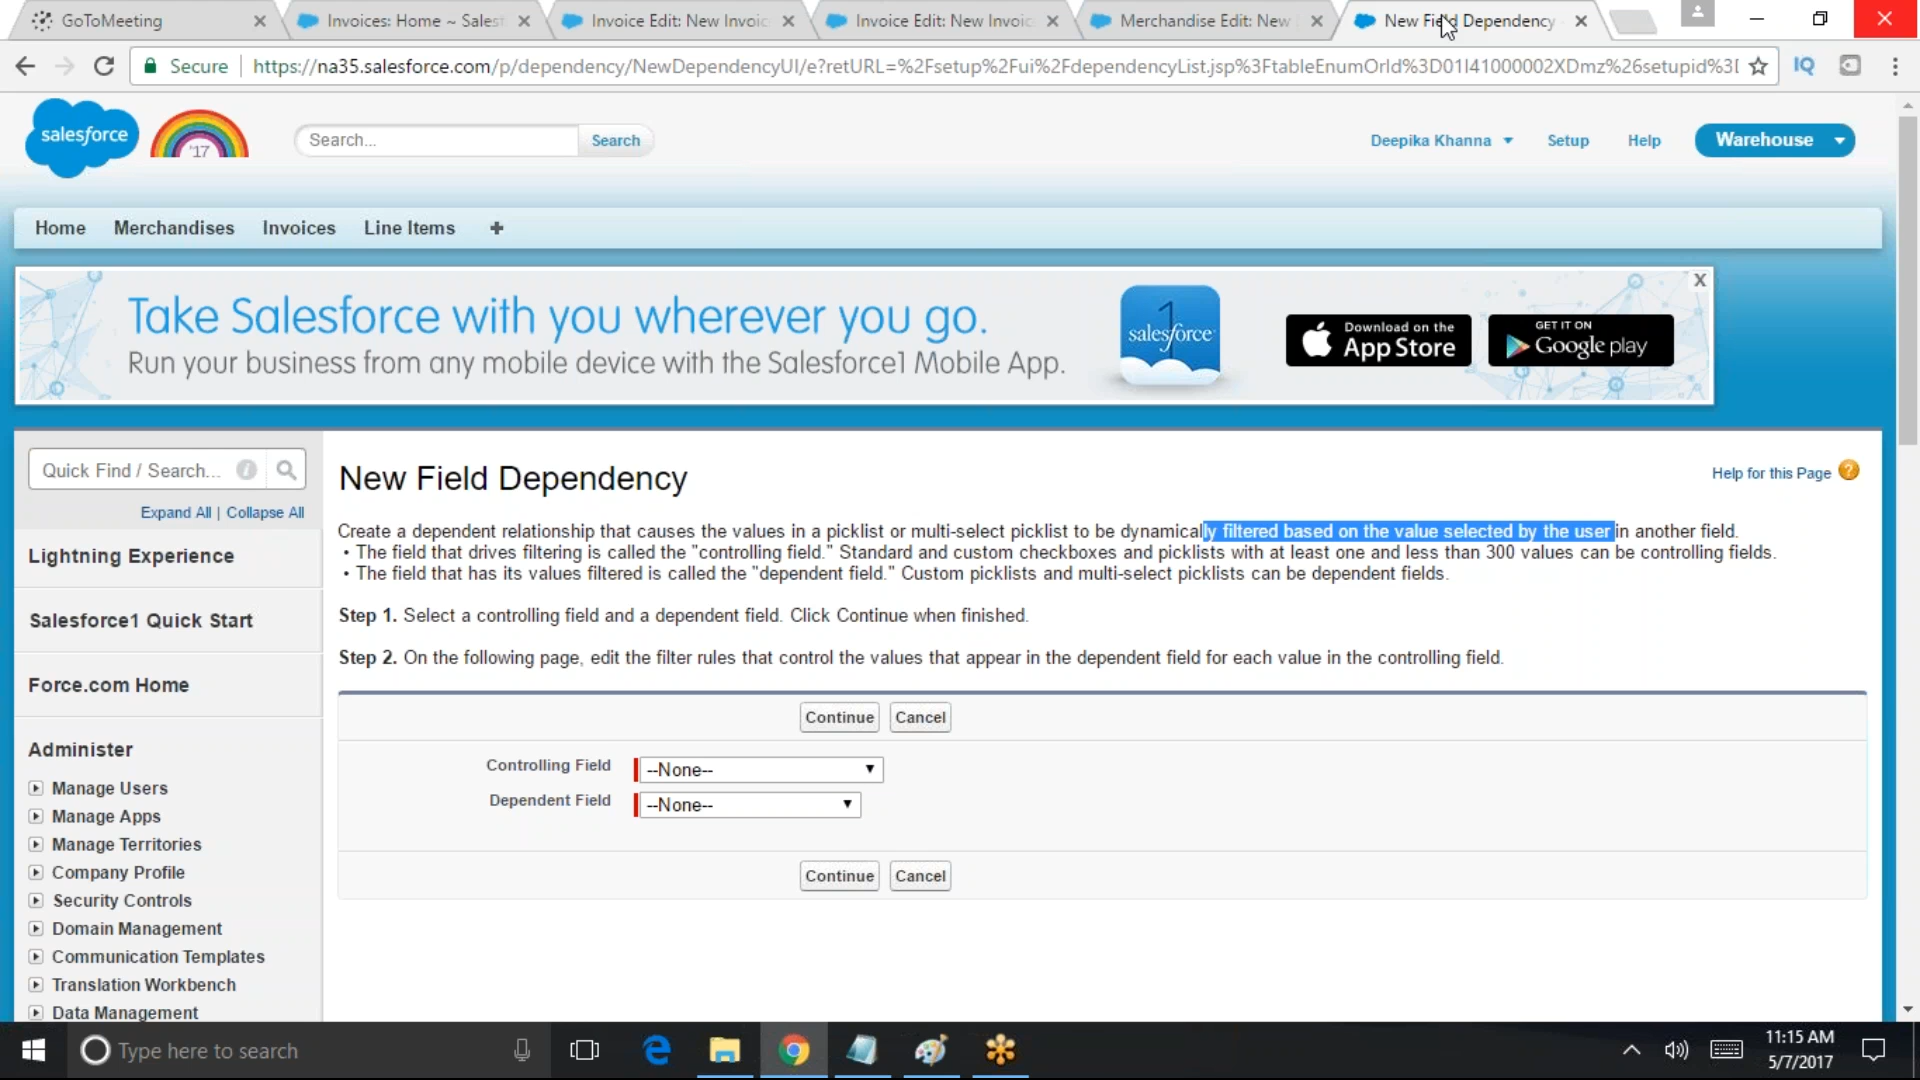 GoToMeeting
Invoices: Home ~ Sales
Invoice Edit: New Invoic
Invoice Edit: New Invoic
Merchandise Edit: New
New Field Dependency
Secure
https://na35.salesforce.com/p/dependency/NewDependencyUI/e?retURL=%2Fsetup%2Fui%2FdependencyList.jsp%3FtableEnumOrId%3D01I41000002XDmz%26setupid%3D
IQ
salesforce
'17
Search...
Search
Deepika Khanna
Setup
Help
Warehouse
Home
Merchandises
Invoices
Line Items
+
Take Salesforce with you wherever you go.
Run your business from any mobile device with the Salesforce1 Mobile App.
1
salesforce
Download on the
App Store
GET IT ON
Google play
X
Quick Find / Search...
Expand All | Collapse All
Lightning Experience
Salesforce1 Quick Start
Force.com Home
Administer
Manage Users
Manage Apps
Manage Territories
Company Profile
Security Controls
Domain Management
Communication Templates
Translation Workbench
Data Management
New Field Dependency
Help for this Page
Create a dependent relationship that causes the values in a picklist or multi-select picklist to be dynamically filtered based on the value selected by the user in another field.
• The field that drives filtering is called the "controlling field." Standard and custom checkboxes and picklists with at least one and less than 300 values can be controlling fields.
• The field that has its values filtered is called the "dependent field." Custom picklists and multi-select picklists can be dependent fields.
Step 1. Select a controlling field and a dependent field. Click Continue when finished.
Step 2. On the following page, edit the filter rules that control the values that appear in the dependent field for each value in the controlling field.
Continue
Cancel
Controlling Field
--None--
Dependent Field
--None--
Continue
Cancel
Type here to search
11:15 AM
5/7/2017